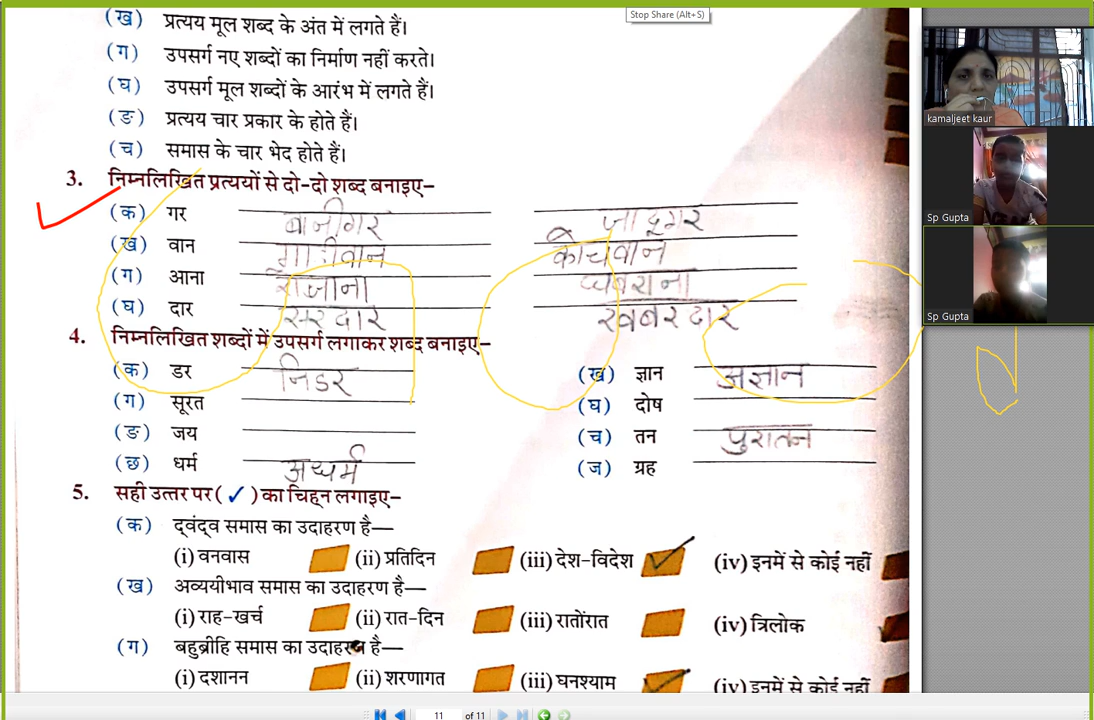 Stop Share (Alt+S)
(ख) प्रत्यय मूल शब्द के अंत में लगते हैं।
(ग) उपसर्ग नए शब्दों का निर्माण नहीं करते।
(घ) उपसर्ग मूल शब्दों के आरंभ में लगते हैं।
(ङ) प्रत्यय चार प्रकार के होते हैं।
(च) समास के चार भेद होते हैं।
3. निम्नलिखित प्रत्ययों से दो-दो शब्द बनाइए–
(क) गर बाजीगर जादूगर
(ख) वान गाड़ीवान कोचवान
(ग) आना रोजाना घबराना
(घ) दार सरदार खबरदार
4. निम्नलिखित शब्दों में उपसर्ग लगाकर शब्द बनाइए–
(क) डर निडर (ख) ज्ञान अज्ञान
(ग) सूरत (घ) दोष
(ङ) जय (च) तन पुरातन
(छ) धर्म अधर्म (ज) ग्रह
5. सही उत्तर पर ( ✓ ) का चिह्न लगाइए–
(क) द्वंद्व समास का उदाहरण है—
(i) वनवास (ii) प्रतिदिन (iii) देश-विदेश (iv) इनमें से कोई नहीं
(ख) अव्ययीभाव समास का उदाहरण है—
(i) राह-खर्च (ii) रात-दिन (iii) रातोंरात (iv) त्रिलोक
(ग) बहुब्रीहि समास का उदाहरण है—
(i) दशानन (ii) शरणागत (iii) घनश्याम (iv) इनमें से कोई नहीं
kamaljeet kaur
Sp Gupta
Sp Gupta
11 of 11